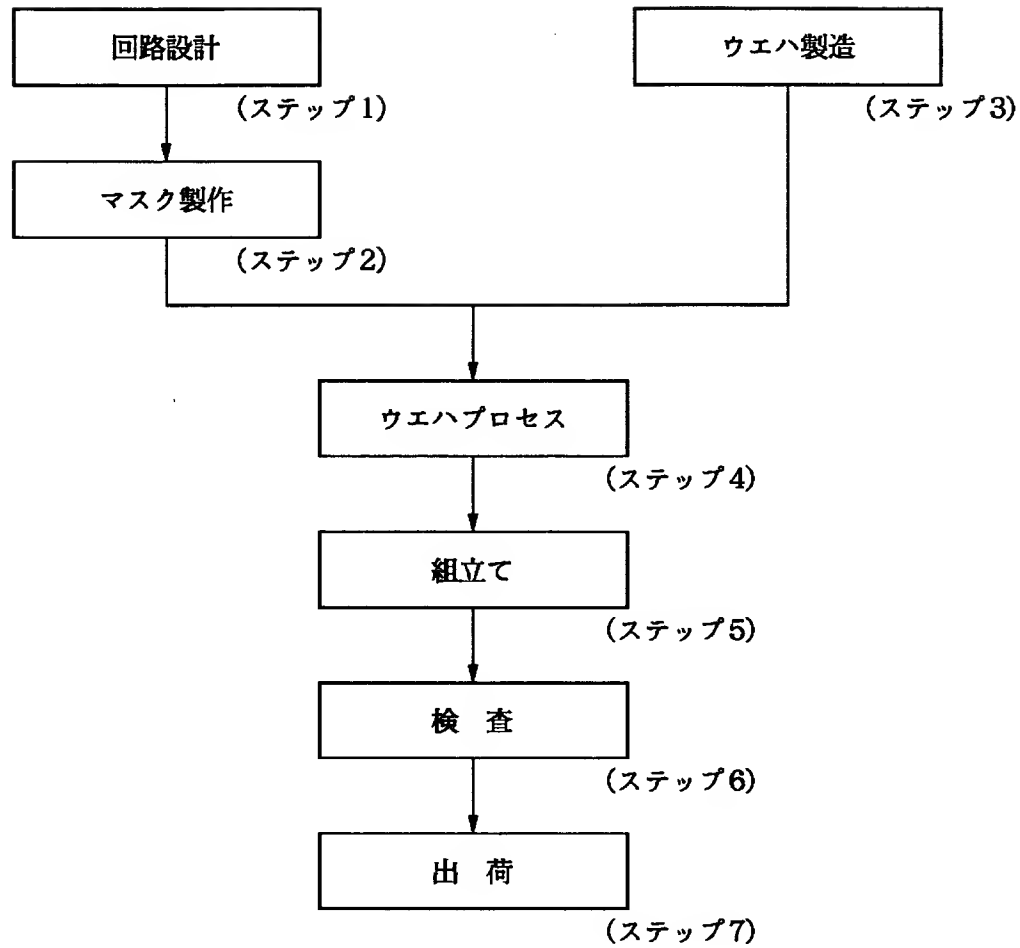 回路設計
(ステップ1)
マスク製作
(ステップ2)
ウエハ製造
(ステップ3)
ウエハプロセス
(ステップ4)
組立て
(ステップ5)
検 査
(ステップ6)
出 荷
(ステップ7)